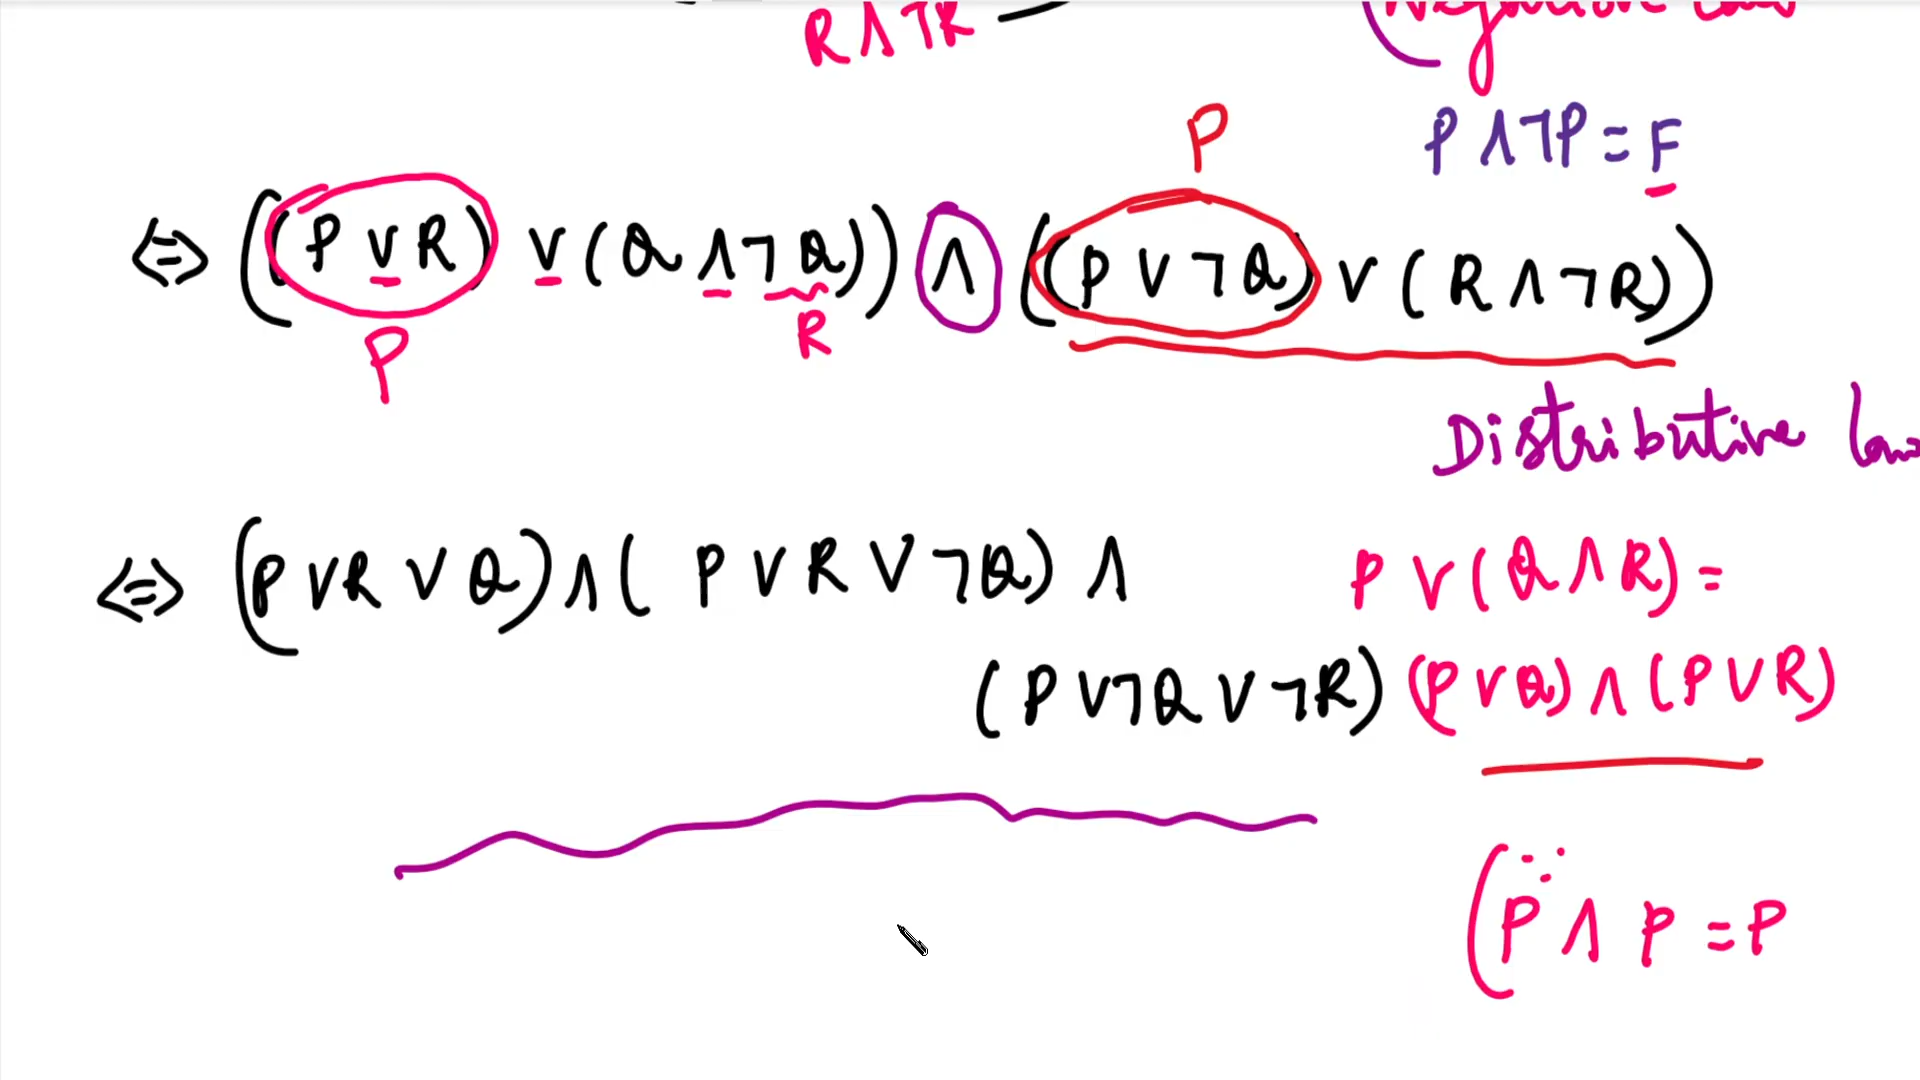 R ∧ ¬R
P ∧ ¬P = F
P
⇔ ((P ∨ R) ∨ (Q ∧ ¬Q)) ∧ ((P ∨ ¬Q) ∨ (R ∧ ¬R))
P R
Distributive law
⇔ (P ∨ R ∨ Q) ∧ (P ∨ R ∨ ¬Q) ∧
(P ∨ ¬Q ∨ ¬R)
P ∨ (Q ∧ R) =
(P ∨ Q) ∧ (P ∨ R)
(∵ P ∧ P = P